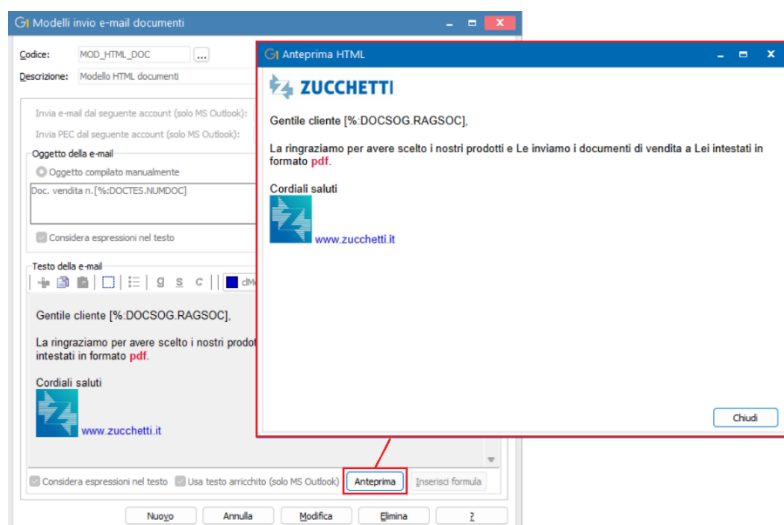 Modelli invio e-mail documenti
Codice: MOD_HTML_DOC ...
Descrizione: Modello HTML documenti
Invia e-mail dal seguente account (solo MS Outlook):
Invia PEC dal seguente account (solo MS Outlook):
Oggetto della e-mail
Oggetto compilato manualmente
Doc. vendita n.[%:DOCTES.NUMDOC]
Considera espressioni nel testo
Testo della e-mail
g s c
Gentile cliente [%:DOCSOG.RAGSOC],
La ringraziamo per avere scelto i nostri prodot
intestati in formato pdf.
Cordiali saluti
www.zucchetti.it
Considera espressioni nel testo Usa testo arricchito (solo MS Outlook) Anteprima Inserisci formula
Nuovo Annulla Modifica Elimina ?
Anteprima HTML
ZUCCHETTI
Gentile cliente [%:DOCSOG.RAGSOC],
La ringraziamo per avere scelto i nostri prodotti e Le inviamo i documenti di vendita a Lei intestati in
formato pdf.
Cordiali saluti
www.zucchetti.it
Chiudi